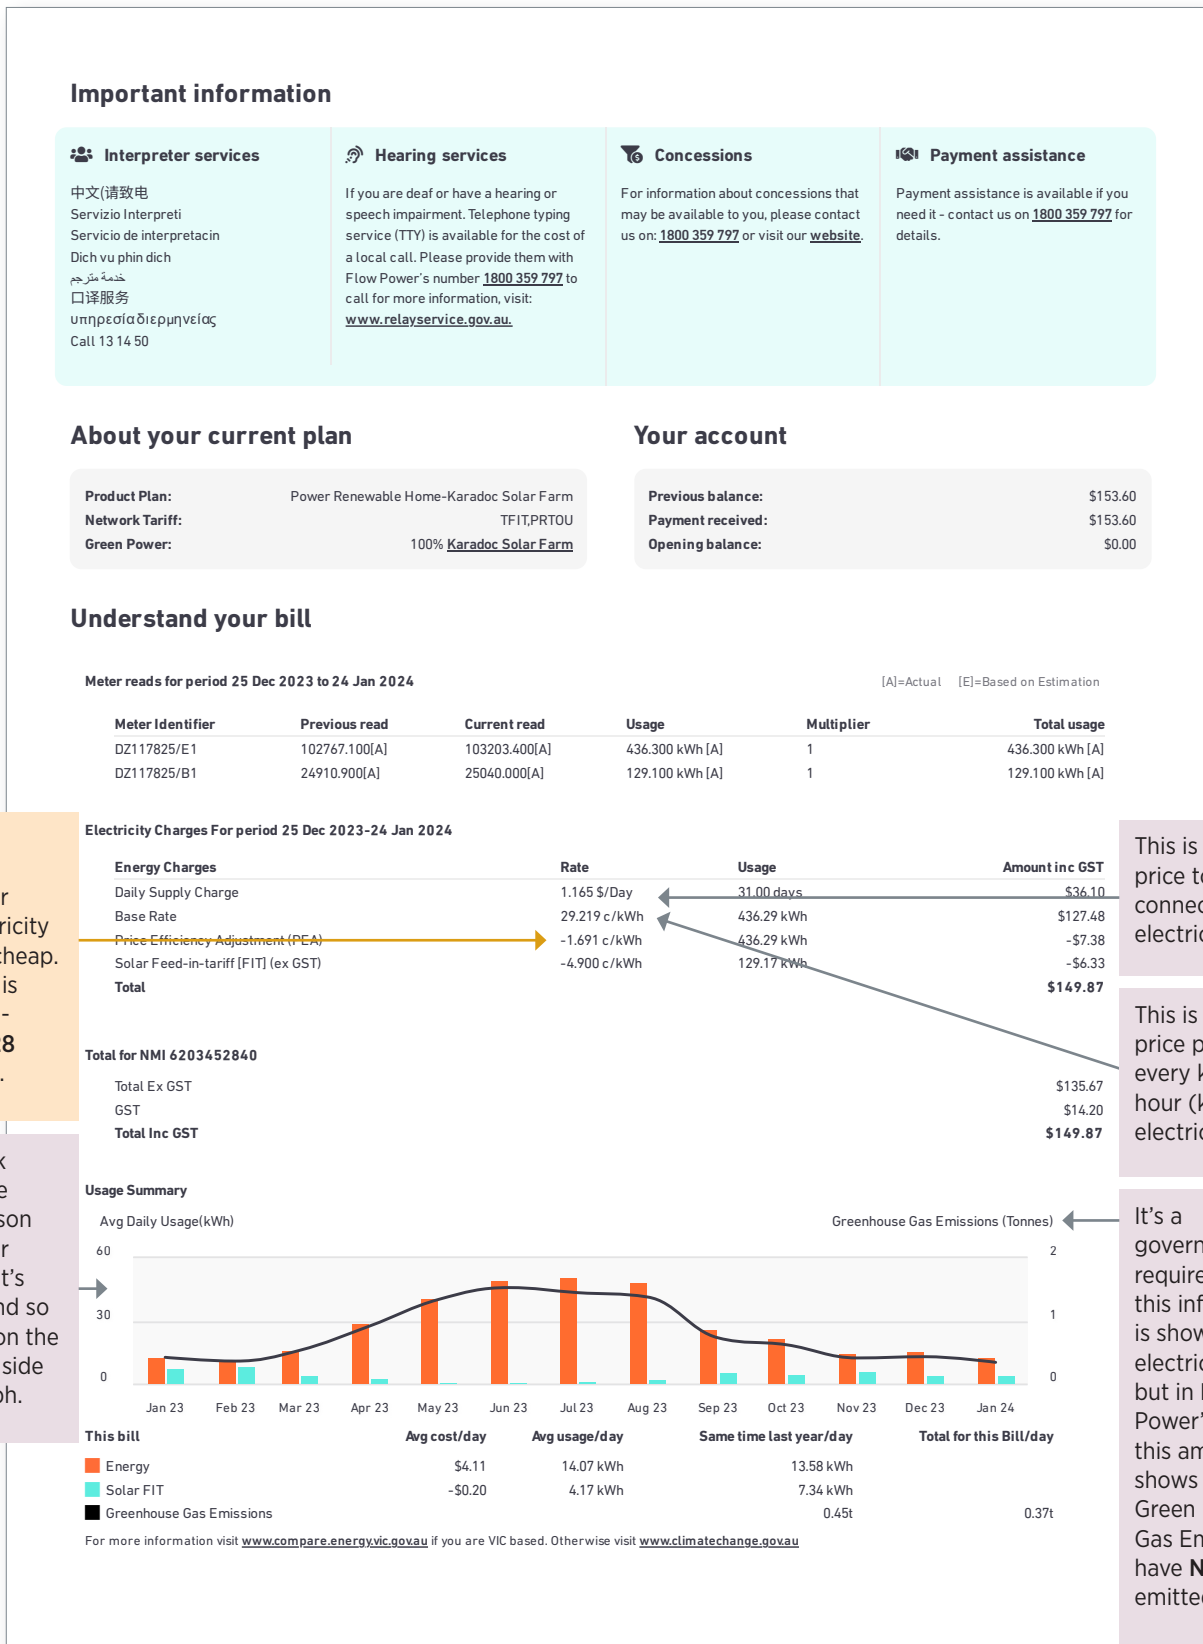 Important information
Interpreter services
中文(请致电
Servizio Interpreti
Servicio de interpretacin
Dich vu phin dich
خدمة مترجم
口译服务
υπηρεσία διερμηνείας
Call 13 14 50
Hearing services
If you are deaf or have a hearing or
speech impairment. Telephone typing
service (TTY) is available for the cost of
a local call. Please provide them with
Flow Power's number 1800 359 797 to
call for more information, visit:
www.relayservice.gov.au.
Concessions
For information about concessions that
may be available to you, please contact
us on: 1800 359 797 or visit our website.
Payment assistance
Payment assistance is available if you
need it - contact us on 1800 359 797 for
details.
About your current plan
Product Plan: Power Renewable Home-Karadoc Solar Farm
Network Tariff: TFIT,PRTOU
Green Power: 100% Karadoc Solar Farm
Your account
Previous balance: $153.60
Payment received: $153.60
Opening balance: $0.00
Understand your bill
Meter reads for period 25 Dec 2023 to 24 Jan 2024 [A]=Actual [E]=Based on Estimation
Meter Identifier Previous read Current read Usage Multiplier Total usage
DZ117825/E1 102767.100[A] 103203.400[A] 436.300 kWh [A] 1 436.300 kWh [A]
DZ117825/B1 24910.900[A] 25040.000[A] 129.100 kWh [A] 1 129.100 kWh [A]
Electricity Charges For period 25 Dec 2023-24 Jan 2024
Energy Charges Rate Usage Amount inc GST
Daily Supply Charge 1.165 $/Day 31.00 days $36.10
Base Rate 29.219 c/kWh 436.29 kWh $127.48
Price Efficiency Adjustment (PEA) -1.691 c/kWh 436.29 kWh -$7.38
Solar Feed-in-tariff [FIT] (ex GST) -4.900 c/kWh 129.17 kWh -$6.33
Total $149.87
Total for NMI 6203452840
Total Ex GST $135.67
GST $14.20
Total Inc GST $149.87
Usage Summary
Avg Daily Usage(kWh) Greenhouse Gas Emissions (Tonnes)
60 2
30 1
0 0
Jan 23 Feb 23 Mar 23 Apr 23 May 23 Jun 23 Jul 23 Aug 23 Sep 23 Oct 23 Nov 23 Dec 23 Jan 24
This bill Avg cost/day Avg usage/day Same time last year/day Total for this Bill/day
Energy $4.11 14.07 kWh 13.58 kWh
Solar FIT -$0.20 4.17 kWh 7.34 kWh
Greenhouse Gas Emissions 0.45t 0.37t
For more information visit www.compare.energy.vic.gov.au if you are VIC based. Otherwise visit www.climatechange.gov.au
r
ricity
cheap.
is
-
28
.
k
e
son
r
t's
nd so
on the
side
ph.
This is
price to
connec
electric
This is
price p
every k
hour (k
electric
It's a
govern
require
this inf
is show
electric
but in
Power'
this am
shows
Green
Gas Em
have N
emitte